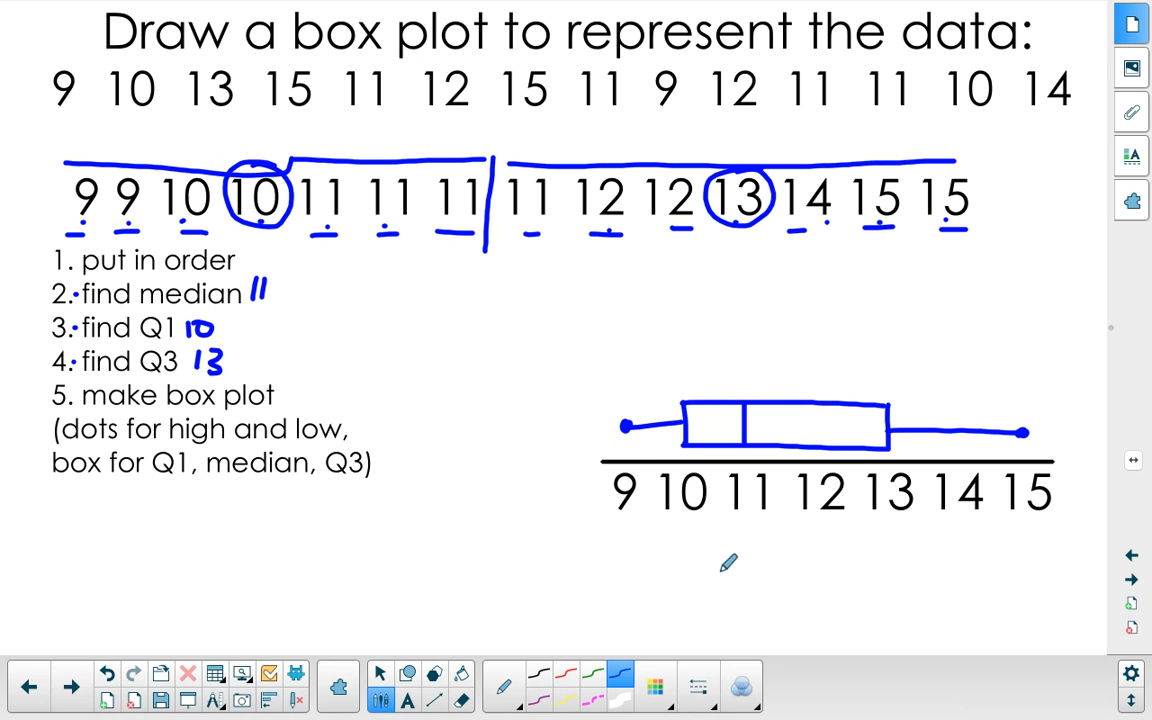 Draw a box plot to represent the data:
9 10 13 15 11 12 15 11 9 12 11 11 10 14
9 9 10 10 11 11 11 11 12 12 13 14 15 15
1. put in order
2. find median 11
3. find Q1 10
4. find Q3 13
5. make box plot
(dots for high and low,
box for Q1, median, Q3)
9 10 11 12 13 14 15